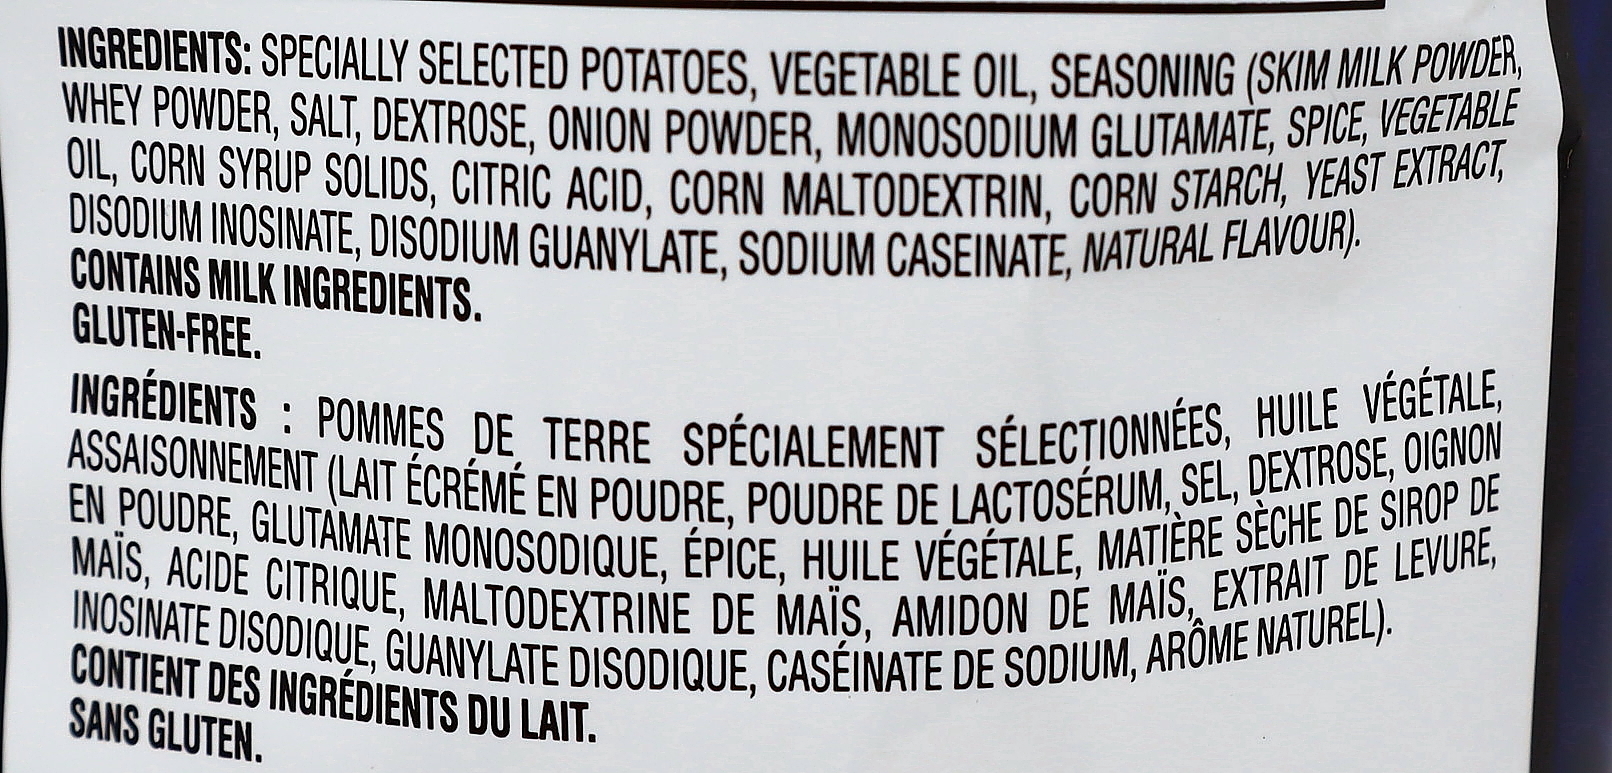 INGREDIENTS: SPECIALLY SELECTED POTATOES, VEGETABLE OIL, SEASONING (SKIM MILK POWDER,
WHEY POWDER, SALT, DEXTROSE, ONION POWDER, MONOSODIUM GLUTAMATE, SPICE, VEGETABLE
OIL, CORN SYRUP SOLIDS, CITRIC ACID, CORN MALTODEXTRIN, CORN STARCH, YEAST EXTRACT,
DISODIUM INOSINATE, DISODIUM GUANYLATE, SODIUM CASEINATE, NATURAL FLAVOUR).
CONTAINS MILK INGREDIENTS.
GLUTEN-FREE.
INGRÉDIENTS : POMMES DE TERRE SPÉCIALEMENT SÉLECTIONNÉES, HUILE VÉGÉTALE,
ASSAISONNEMENT (LAIT ÉCRÉMÉ EN POUDRE, POUDRE DE LACTOSÉRUM, SEL, DEXTROSE, OIGNON
EN POUDRE, GLUTAMATE MONOSODIQUE, ÉPICE, HUILE VÉGÉTALE, MATIÈRE SÈCHE DE SIROP DE
MAÏS, ACIDE CITRIQUE, MALTODEXTRINE DE MAÏS, AMIDON DE MAÏS, EXTRAIT DE LEVURE,
INOSINATE DISODIQUE, GUANYLATE DISODIQUE, CASÉINATE DE SODIUM, ARÔME NATUREL).
CONTIENT DES INGRÉDIENTS DU LAIT.
SANS GLUTEN.